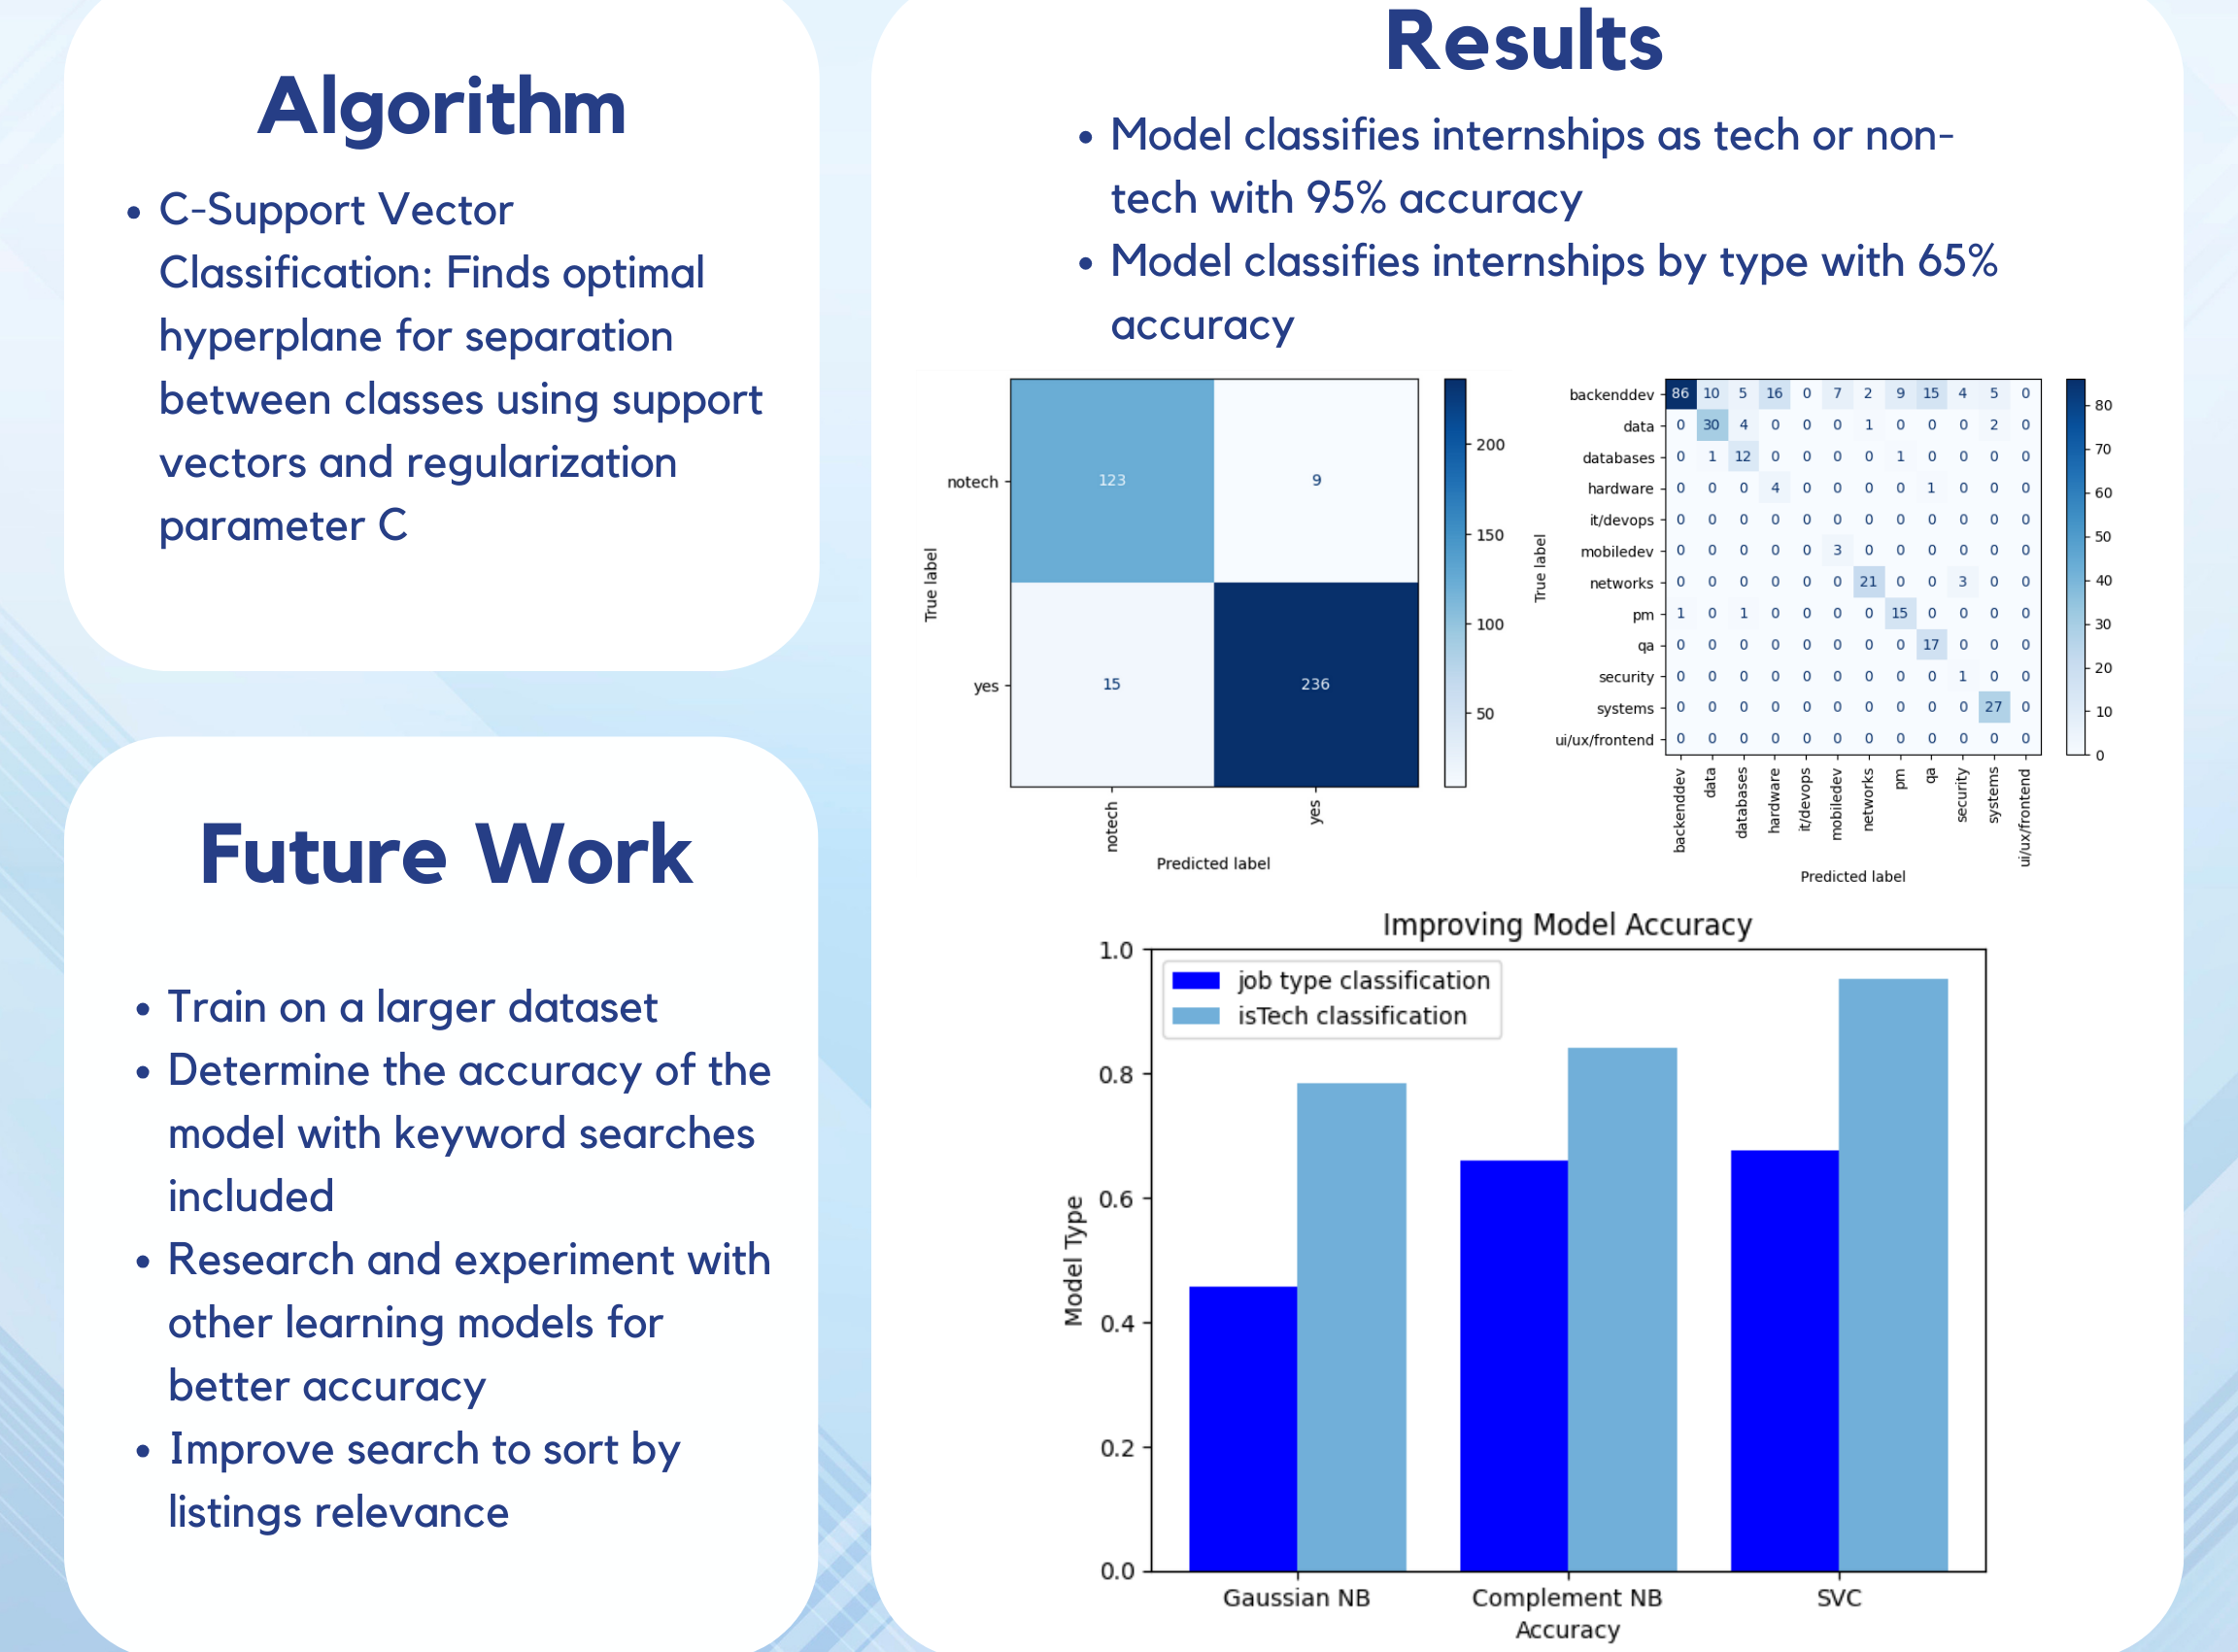 Algorithm
• C-Support Vector
Classification: Finds optimal
hyperplane for separation
between classes using support
vectors and regularization
parameter C
Future Work
• Train on a larger dataset
• Determine the accuracy of the
model with keyword searches
included
• Research and experiment with
other learning models for
better accuracy
• Improve search to sort by
listings relevance
Results
• Model classifies internships as tech or non-
tech with 95% accuracy
• Model classifies internships by type with 65%
accuracy
True label
notech 123 9
yes 15 236
notech yes
Predicted label
200
150
100
50
True label
backenddev 86 10 5 16 0 7 2 9 15 4 5 0
data 0 30 4 0 0 0 1 0 0 0 2 0
databases 0 1 12 0 0 0 0 1 0 0 0 0
hardware 0 0 0 4 0 0 0 0 1 0 0 0
it/devops 0 0 0 0 0 0 0 0 0 0 0 0
mobiledev 0 0 0 0 0 3 0 0 0 0 0 0
networks 0 0 0 0 0 0 21 0 0 3 0 0
pm 1 0 1 0 0 0 0 15 0 0 0 0
qa 0 0 0 0 0 0 0 0 17 0 0 0
security 0 0 0 0 0 0 0 0 0 1 0 0
systems 0 0 0 0 0 0 0 0 0 0 27 0
ui/ux/frontend 0 0 0 0 0 0 0 0 0 0 0 0
backenddev data databases hardware it/devops mobiledev networks pm qa security systems ui/ux/frontend
Predicted label
80
70
60
50
40
30
20
10
0
Improving Model Accuracy
job type classification
isTech classification
Model Type
1.0
0.8
0.6
0.4
0.2
0.0
Gaussian NB Complement NB SVC
Accuracy